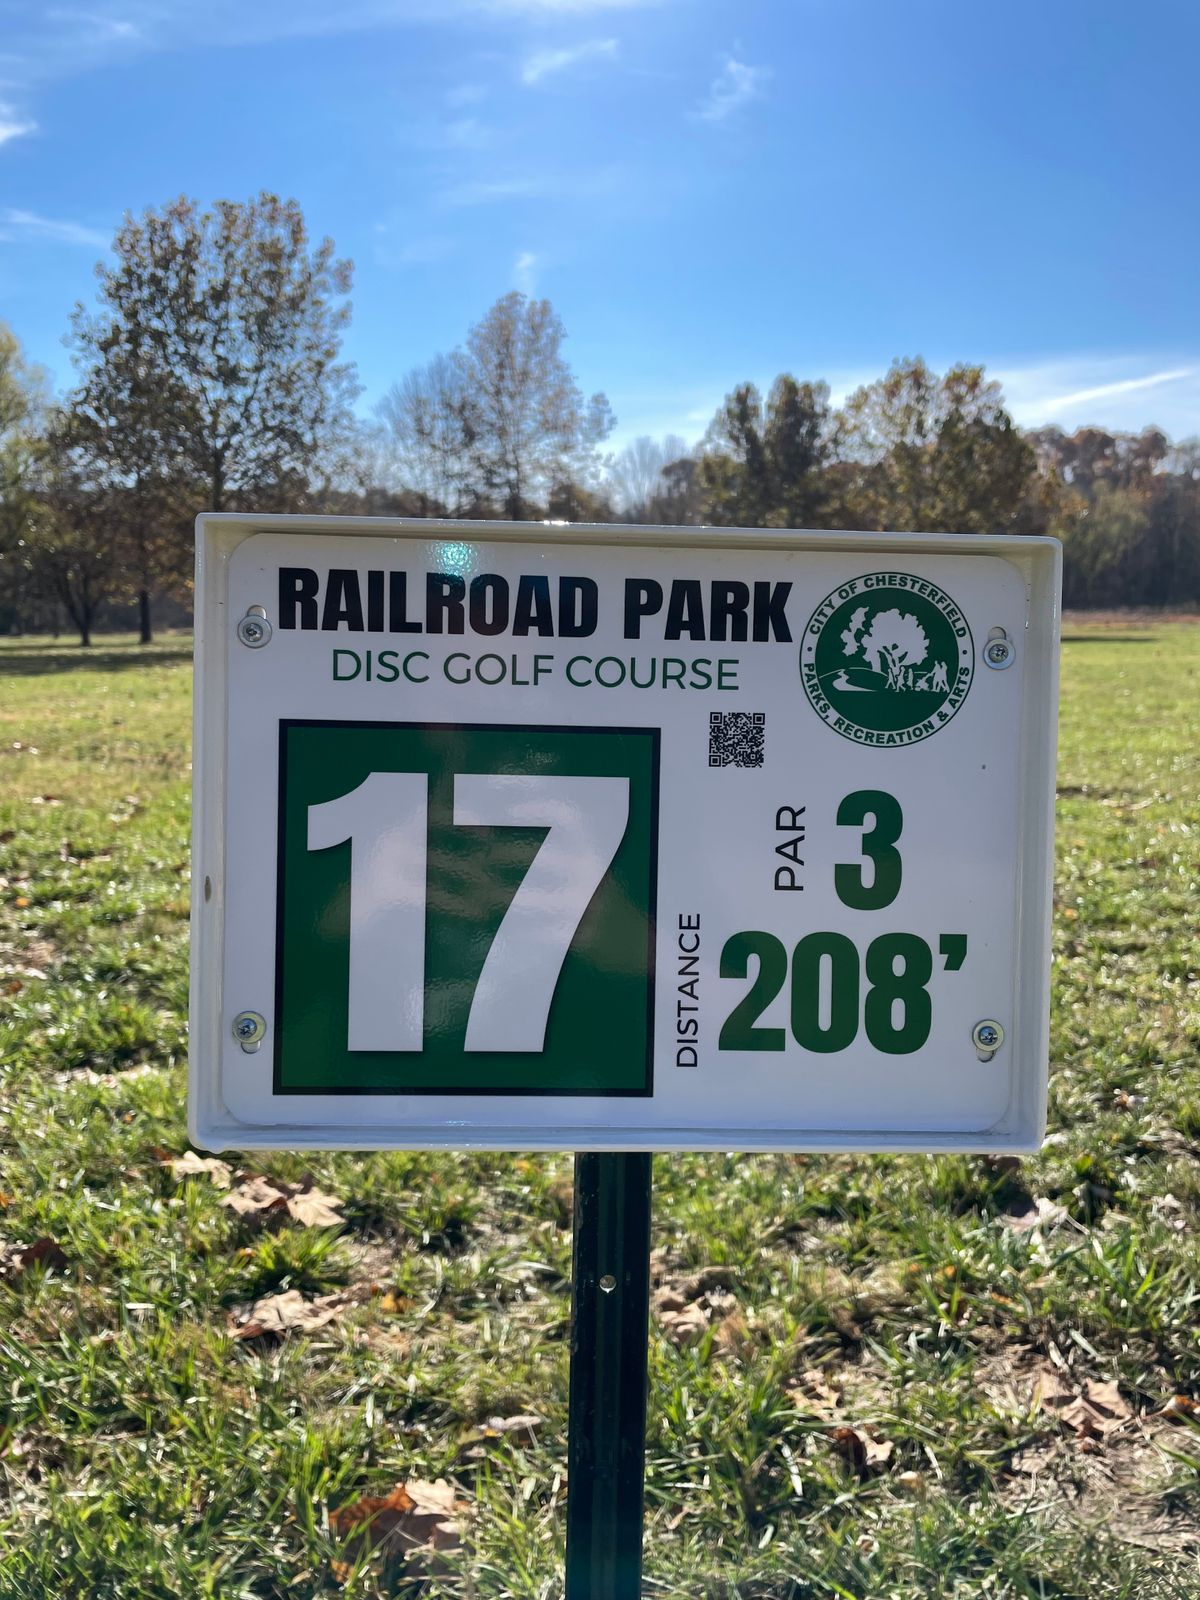 RAILROAD PARK
DISC GOLF COURSE
CITY OF CHESTERFIELD
• PARKS, RECREATION & ARTS •
17
PAR 3
DISTANCE 208’